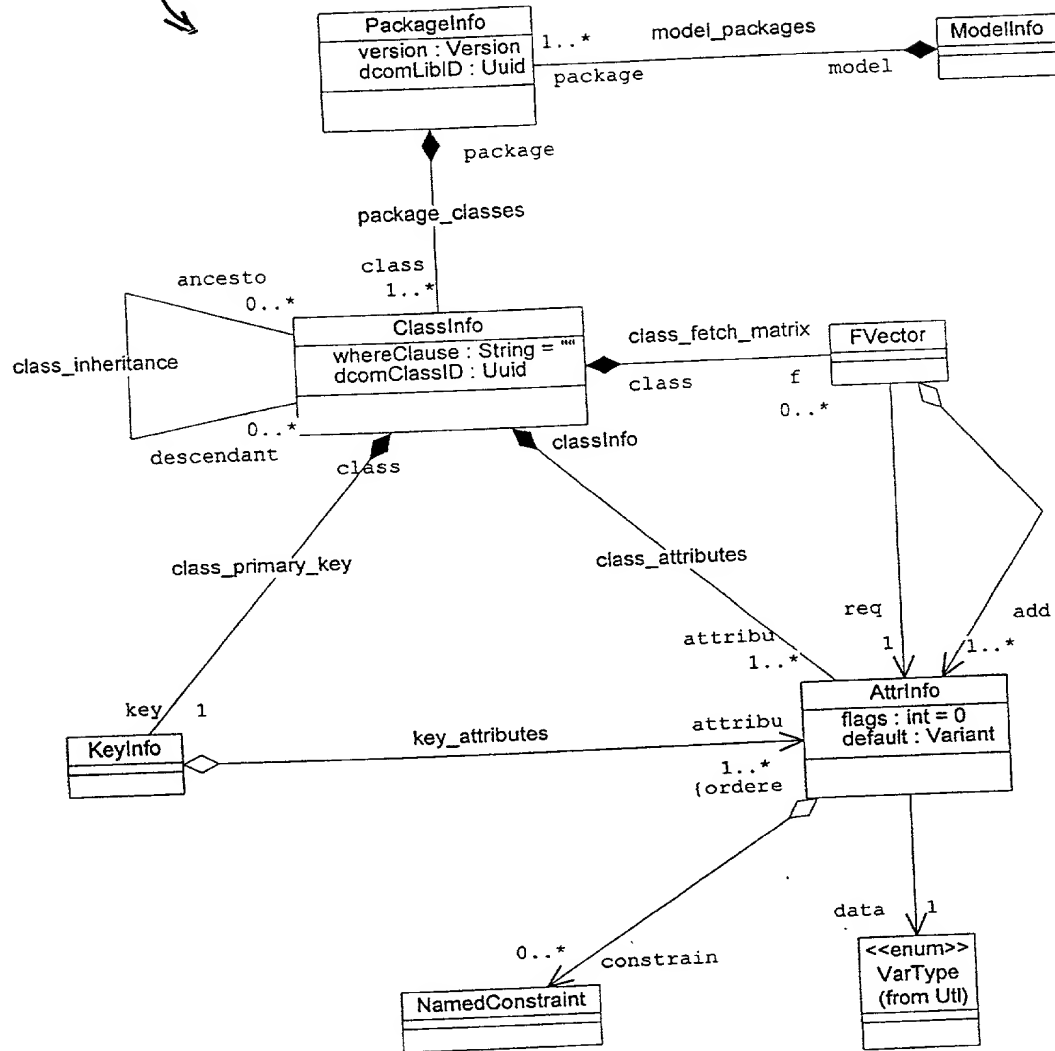 PackageInfo
version : Version
dcomLibID : Uuid
1..*
model_packages
package
model
ModelInfo
package
package_classes
class
1..*
ancesto
0..*
class_inheritance
0..*
descendant
ClassInfo
whereClause : String = ""
dcomClassID : Uuid
class_fetch_matrix
class
f
0..*
FVector
class
classInfo
class_primary_key
class_attributes
req
1
add
1..*
attribu
1..*
key 1
KeyInfo
key_attributes
attribu
1..*
{ordere
AttrInfo
flags : int = 0
default : Variant
0..*
constrain
NamedConstraint
data
1
<<enum>>
VarType
(from Utl)